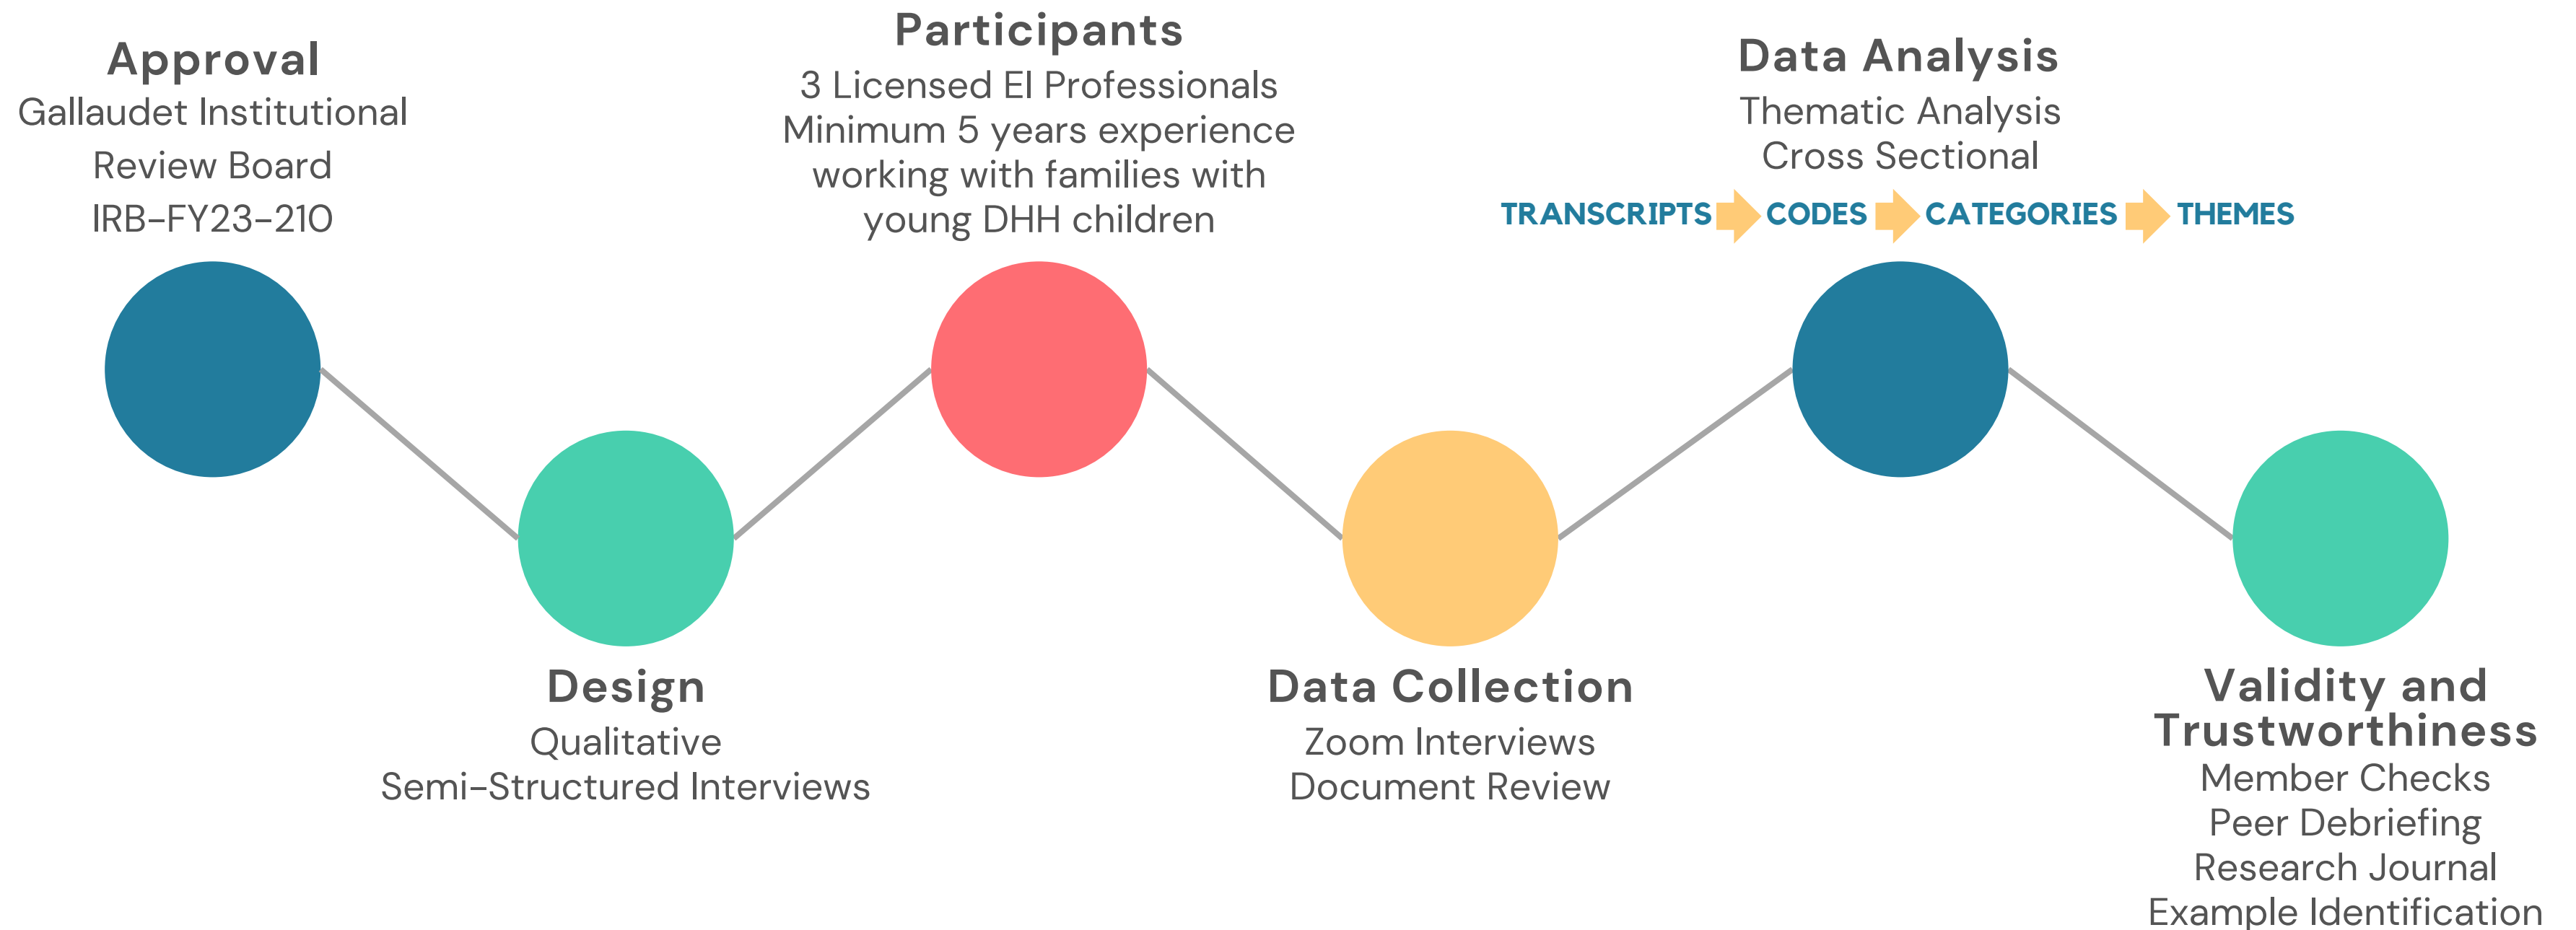 Approval
Gallaudet Institutional
Review Board
IRB-FY23-210
Design
Qualitative
Semi-Structured Interviews
Participants
3 Licensed EI Professionals
Minimum 5 years experience
working with families with
young DHH children
Data Collection
Zoom Interviews
Document Review
Data Analysis
Thematic Analysis
Cross Sectional
TRANSCRIPTS CODES CATEGORIES THEMES
Validity and
Trustworthiness
Member Checks
Peer Debriefing
Research Journal
Example Identification